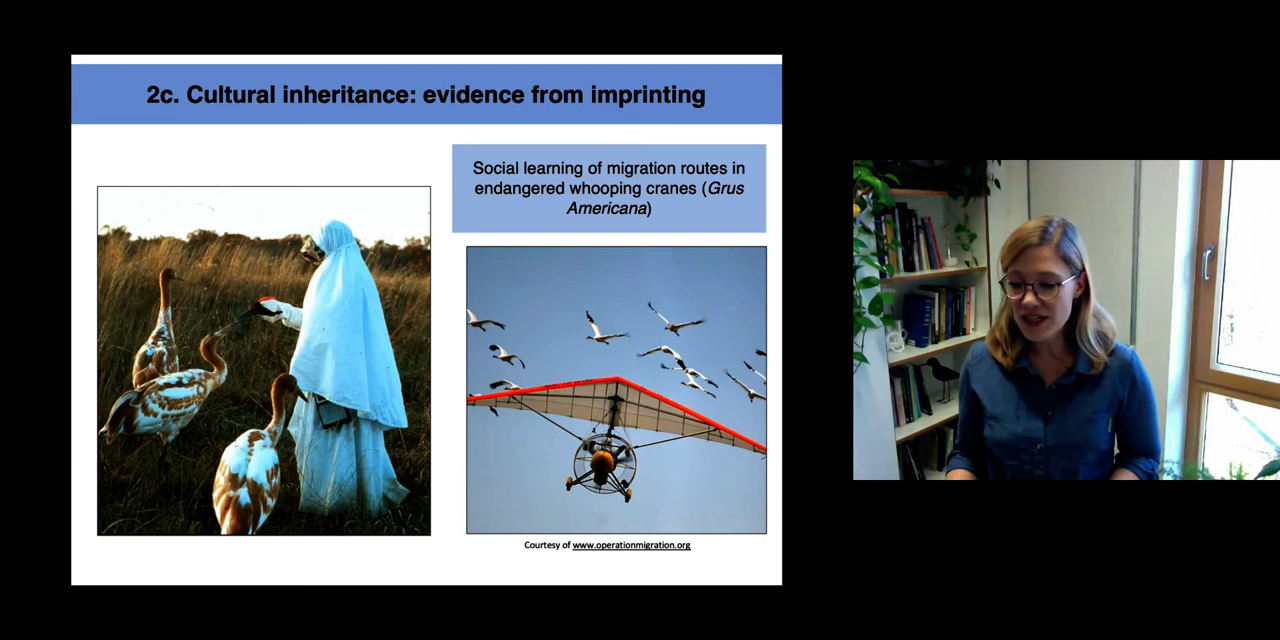 2c. Cultural inheritance: evidence from imprinting
Social learning of migration routes in
endangered whooping cranes (Grus
Americana)
Courtesy of www.operationmigration.org